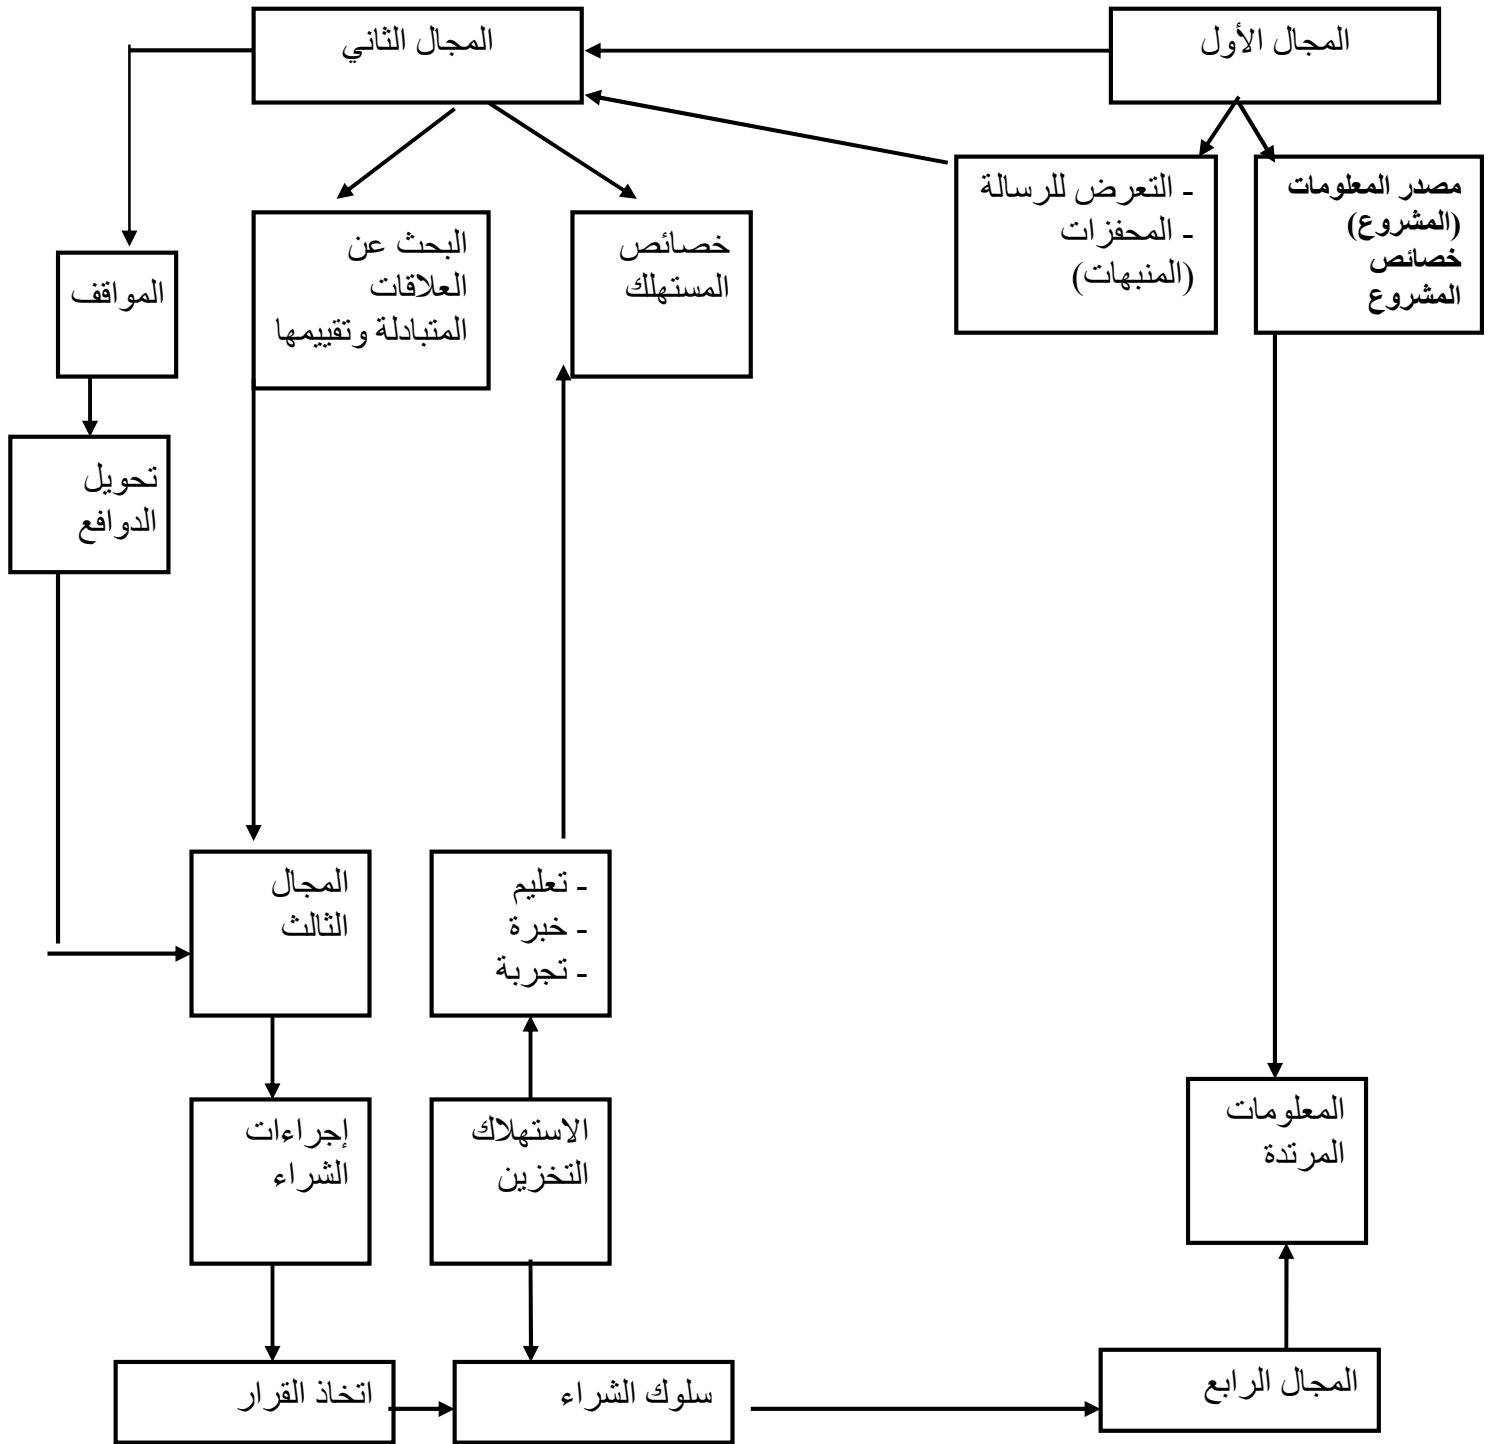 المجال الأول
المجال الثاني
مصدر المعلومات
(المشروع)
خصائص
المشروع
- التعرض للرسالة
- المحفزات
(المنبهات)
خصائص
المستهلك
البحث عن
العلاقات
المتبادلة وتقييمها
المواقف
تحويل
الدوافع
المجال
الثالث
- تعليم
- خبرة
- تجربة
إجراءات
الشراء
الاستهلاك
التخزين
المعلومات
المرتدة
اتخاذ القرار
سلوك الشراء
المجال الرابع